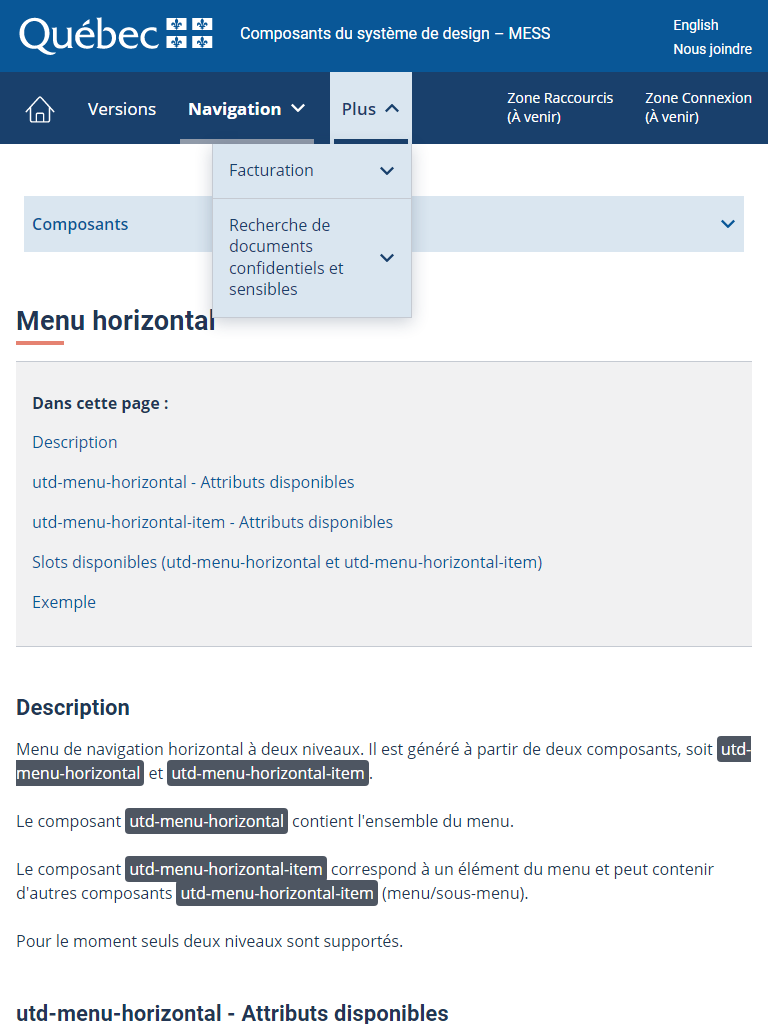 Québec
Composants du système de design – MESS
English
Nous joindre
Versions
Navigation
Plus
Zone Raccourcis
(À venir)
Zone Connexion
(À venir)
Facturation
Recherche de
documents
confidentiels et
sensibles
Composants
Menu horizontal
Dans cette page :
Description
utd-menu-horizontal - Attributs disponibles
utd-menu-horizontal-item - Attributs disponibles
Slots disponibles (utd-menu-horizontal et utd-menu-horizontal-item)
Exemple
Description
Menu de navigation horizontal à deux niveaux. Il est généré à partir de deux composants, soit utd-
menu-horizontal et utd-menu-horizontal-item.
Le composant utd-menu-horizontal contient l'ensemble du menu.
Le composant utd-menu-horizontal-item correspond à un élément du menu et peut contenir
d'autres composants utd-menu-horizontal-item (menu/sous-menu).
Pour le moment seuls deux niveaux sont supportés.
utd-menu-horizontal - Attributs disponibles